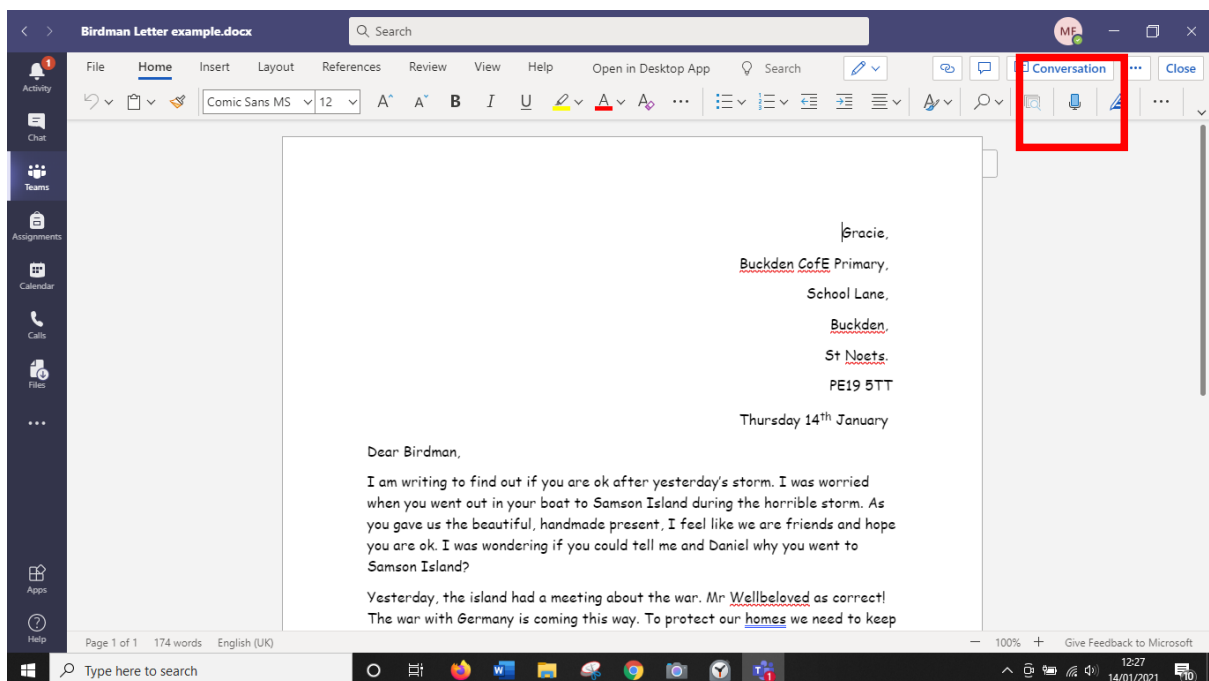 Birdman Letter example.docx
Search
MF
Activity
1
File Home Insert Layout References Review View Help Open in Desktop App Search Conversation Close
Comic Sans MS 12 A A B I U A A
Chat
Teams
Assignments
Calendar
Calls
Files
Gracie,
Buckden CofE Primary,
School Lane,
Buckden,
St Noets.
PE19 5TT
Thursday 14th January
Dear Birdman,
I am writing to find out if you are ok after yesterday's storm. I was worried
when you went out in your boat to Samson Island during the horrible storm. As
you gave us the beautiful, handmade present, I feel like we are friends and hope
you are ok. I was wondering if you could tell me and Daniel why you went to
Samson Island?
Yesterday, the island had a meeting about the war. Mr Wellbeloved as correct!
The war with Germany is coming this way. To protect our homes we need to keep
Apps
Help
Page 1 of 1 174 words English (UK) 100% Give Feedback to Microsoft
Type here to search
12:27
14/01/2021
10